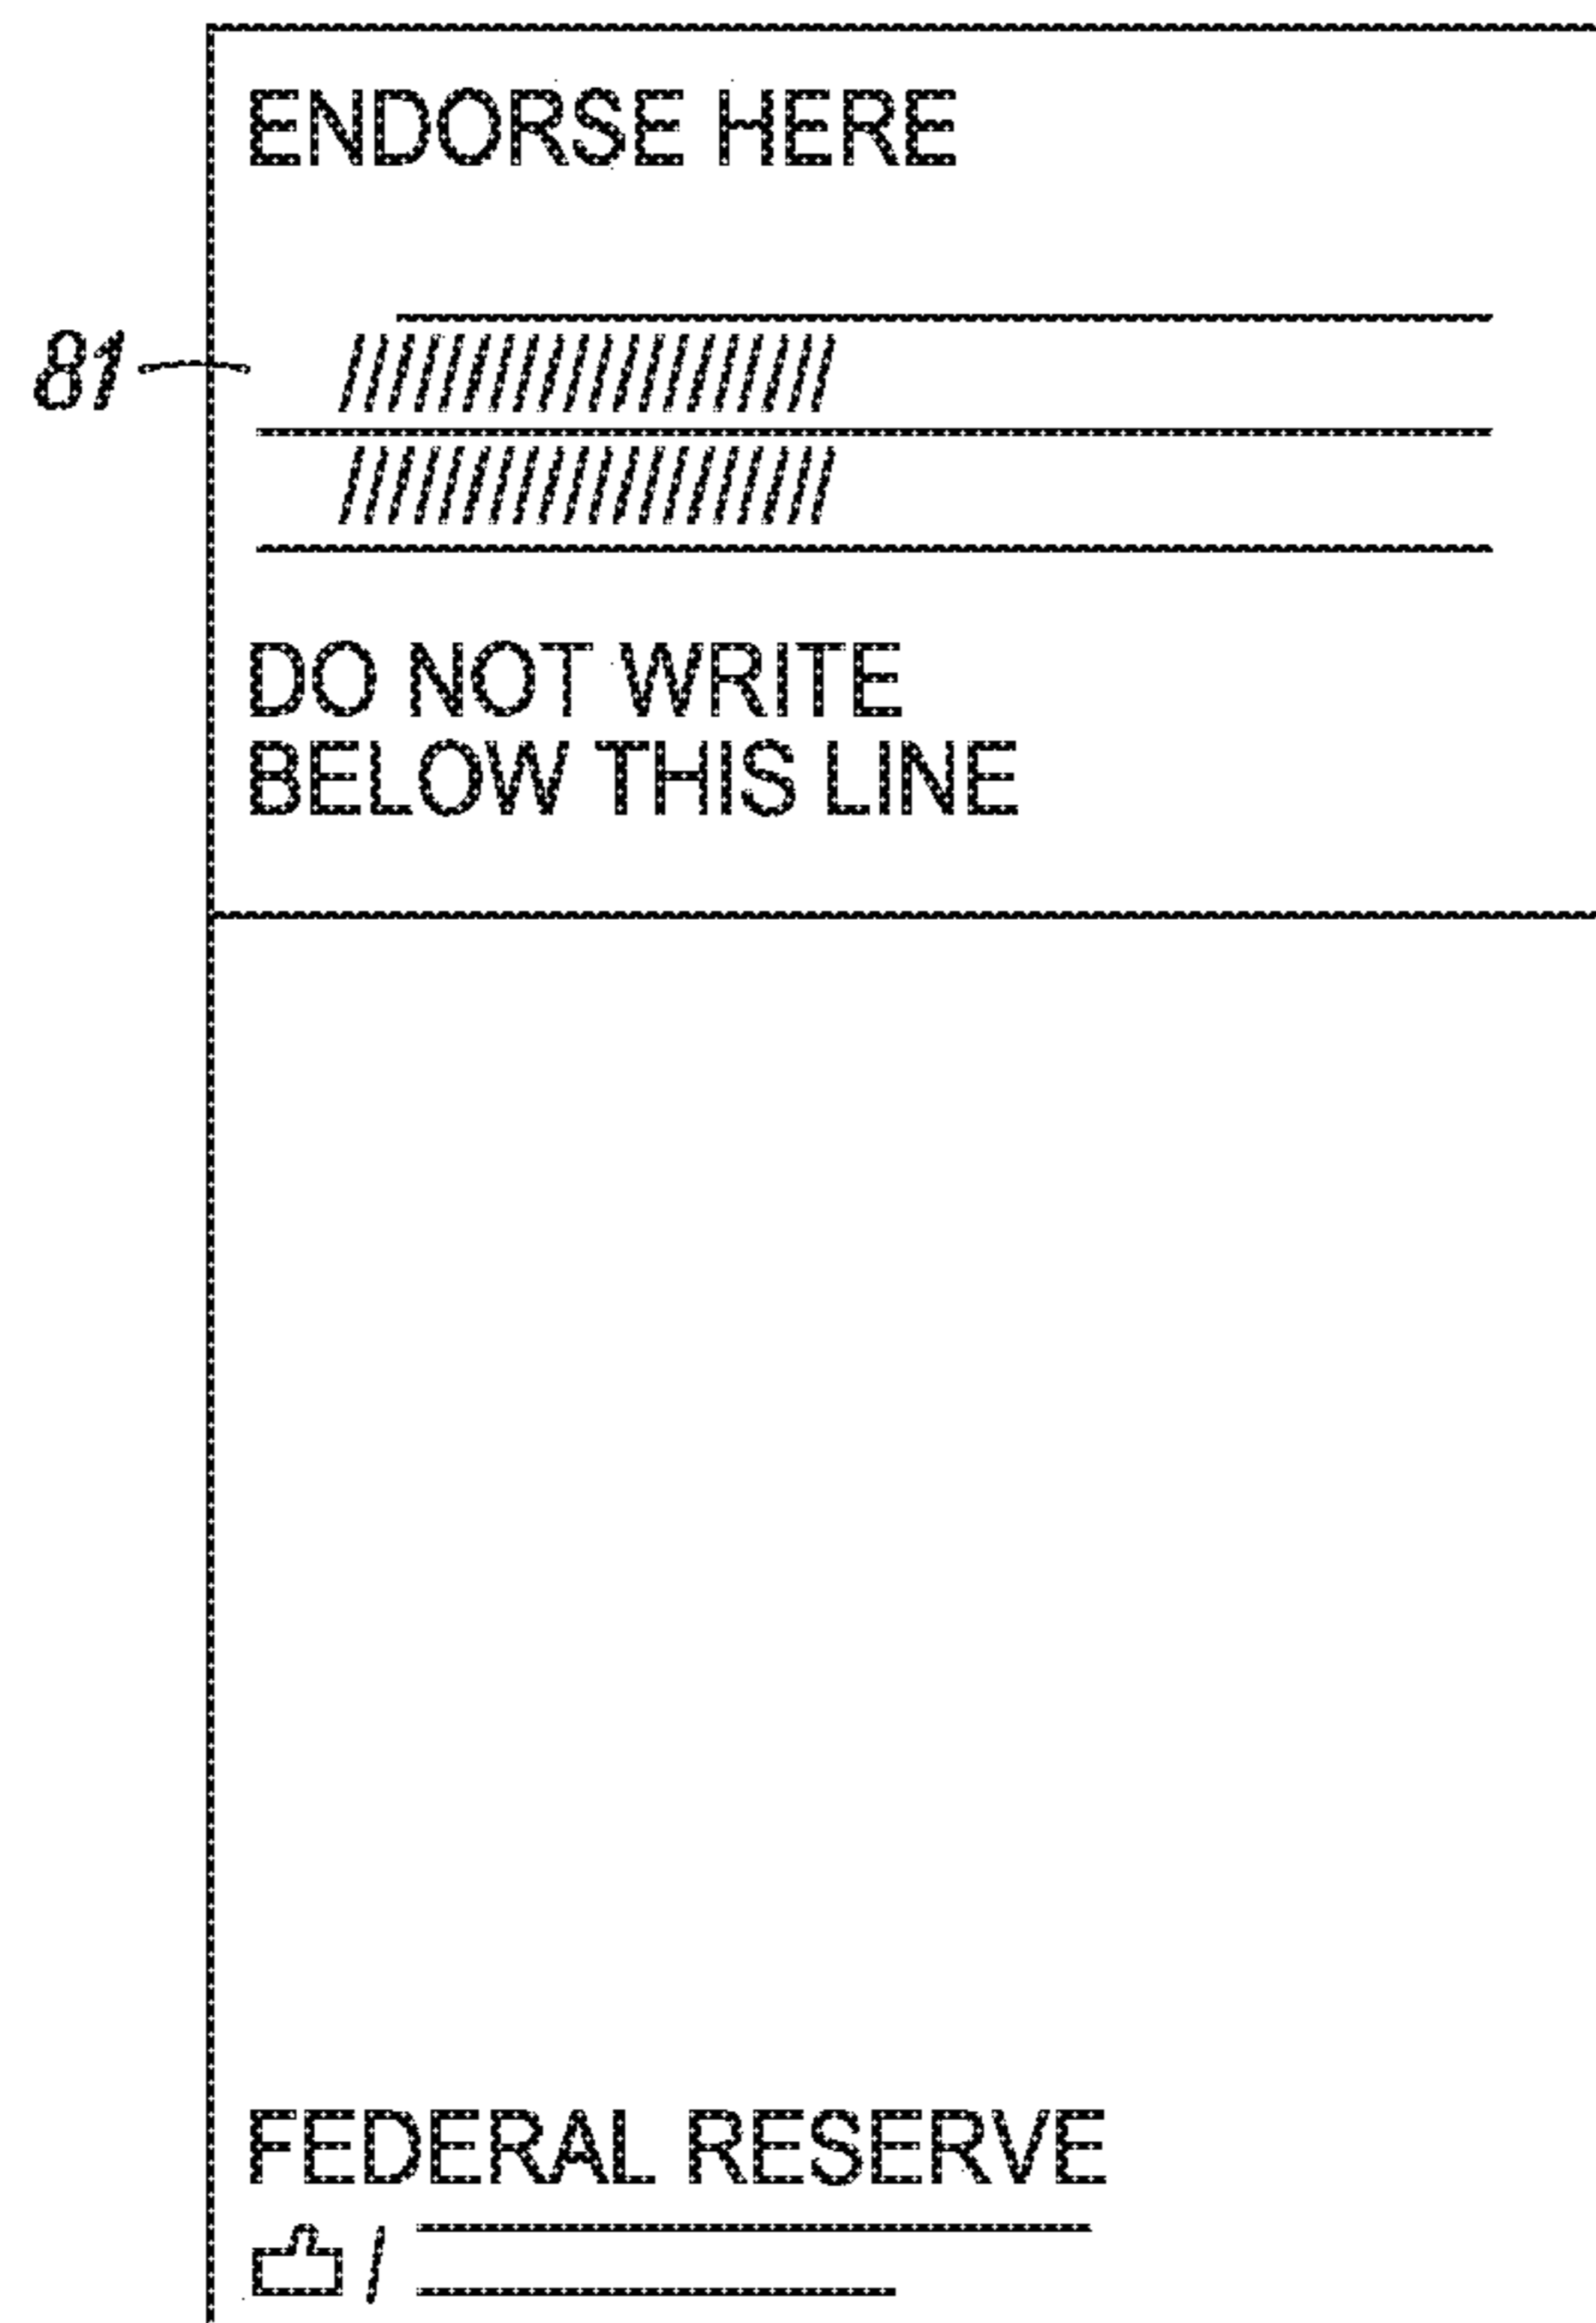 ENDORSE HERE
81
DO NOT WRITE
BELOW THIS LINE
FEDERAL RESERVE